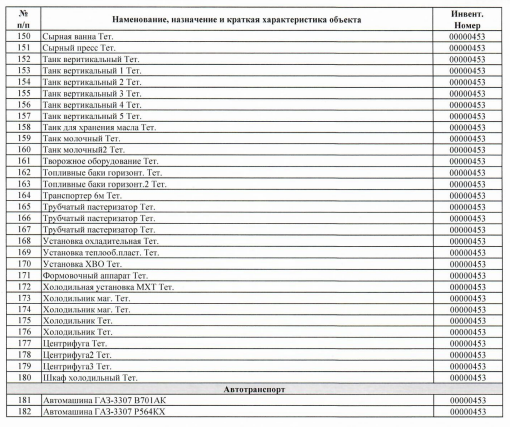 № п/п Наименование, назначение и краткая характеристика объекта Инвент. Номер
150 Сырная ванна Тет. 00000453
151 Сырный пресс Тет. 00000453
152 Танк веритикальный Тет. 00000453
153 Танк вертикальный 1 Тет. 00000453
154 Танк вертикальный 2 Тет. 00000453
155 Танк вертикальный 3 Тет. 00000453
156 Танк вертикальный 4 Тет. 00000453
157 Танк вертикальный 5 Тет. 00000453
158 Танк для хранения масла Тет. 00000453
159 Танк молочный Тет. 00000453
160 Танк молочный2 Тет. 00000453
161 Творожное оборудование Тет. 00000453
162 Топливные баки горизонт. Тет. 00000453
163 Топливные баки горизонт.2 Тет. 00000453
164 Транспортер 6м Тет. 00000453
165 Трубчатый пастеризатор Тет. 00000453
166 Трубчатый пастеризатор Тет. 00000453
167 Трубчатый пастеризатор Тет. 00000453
168 Установка охладительная Тет. 00000453
169 Установка теплооб.пласт. Тет. 00000453
170 Установка ХВО Тет. 00000453
171 Формовочный аппарат Тет. 00000453
172 Холодильная установка МХТ Тет. 00000453
173 Холодильник маг. Тет. 00000453
174 Холодильник маг. Тет. 00000453
175 Холодильник Тет. 00000453
176 Холодильник Тет. 00000453
177 Центрифуга Тет. 00000453
178 Центрифуга2 Тет. 00000453
179 Центрифуга3 Тет. 00000453
180 Шкаф холодильный Тет. 00000453
Автотранспорт
181 Автомашина ГАЗ-3307 В701АК 00000453
182 Автомашина ГАЗ-3307 Р564КХ 00000453